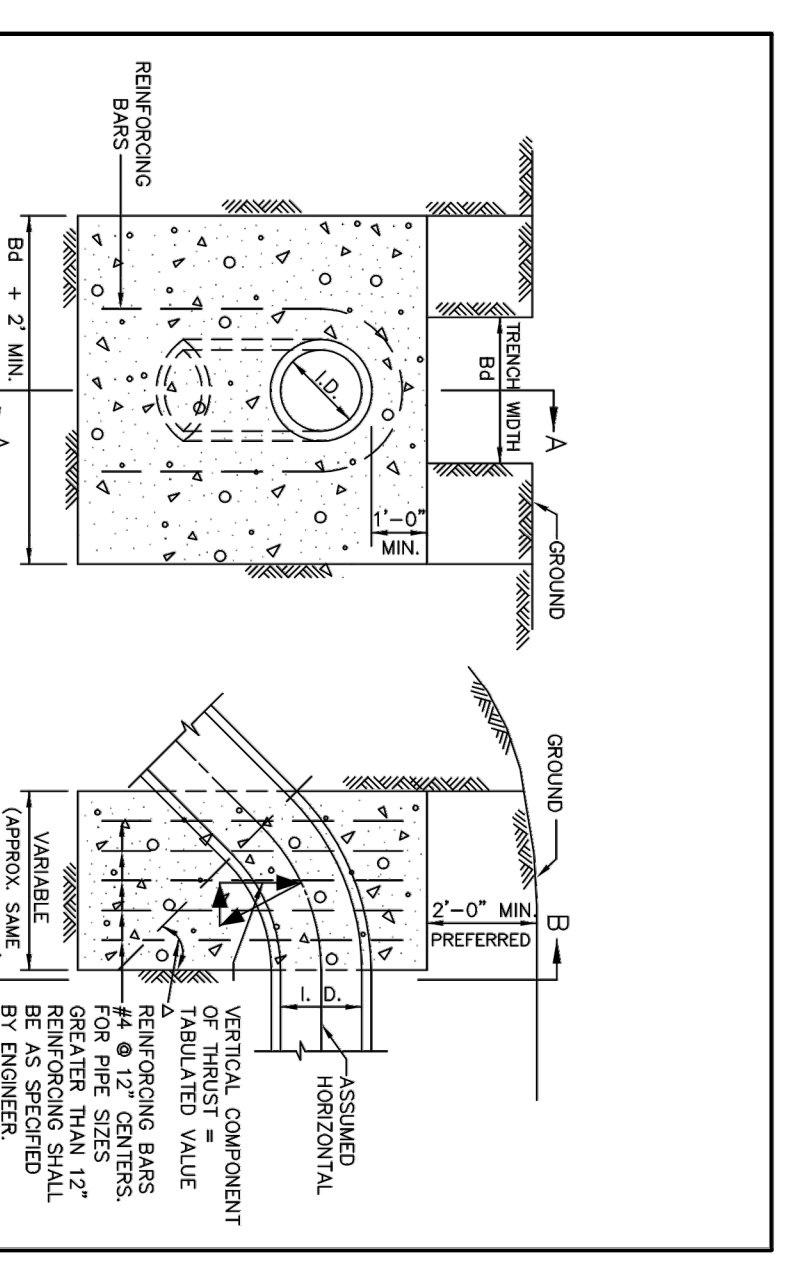 REINFORCING
BARS
Bd + 2' MIN.
A
TRENCH WIDTH
Bd
I.D.
1'-0"
MIN.
A
GROUND
GROUND
2'-0" MIN.
PREFERRED
B
VARIABLE
(APPROX. SAME
I. D.
ASSUMED
HORIZONTAL
VERTICAL COMPONENT
OF THRUST =
TABULATED VALUE
Δ
REINFORCING BARS
#4 @ 12" CENTERS.
FOR PIPE SIZES
GREATER THAN 12"
REINFORCING SHALL
BE AS SPECIFIED
BY ENGINEER.